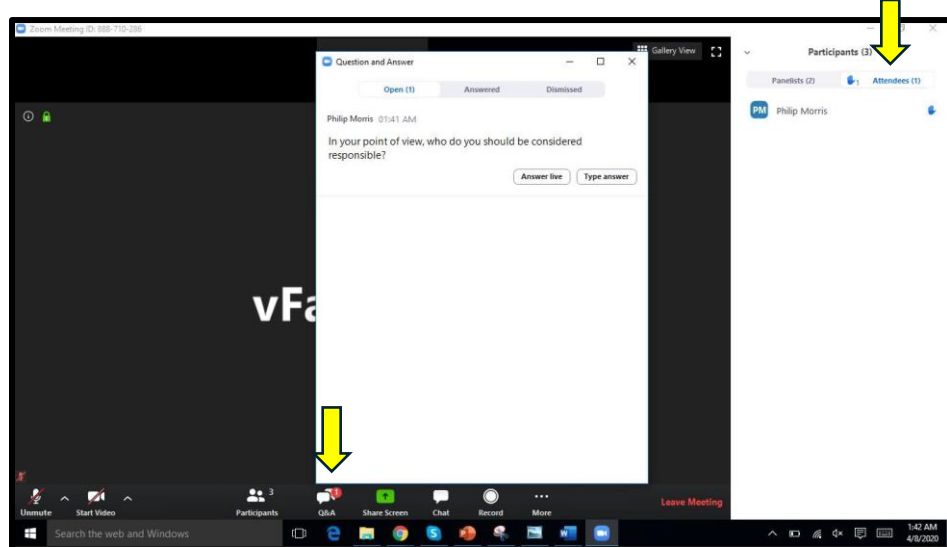 Zoom Meeting ID: 888-710-286
Gallery View
Participants (3)
Question and Answer
Panelists (2)
1
Attendees (1)
Open (1)
Answered
Dismissed
PM
Philip Morris
Philip Morris 01:41 AM
In your point of view, who do you should be considered
responsible?
Answer live
Type answer
vFa
3
1
Unmute
Start Video
Participants
Q&A
Share Screen
Chat
Record
More
Leave Meeting
Search the web and Windows
1:42 AM
4/8/2020